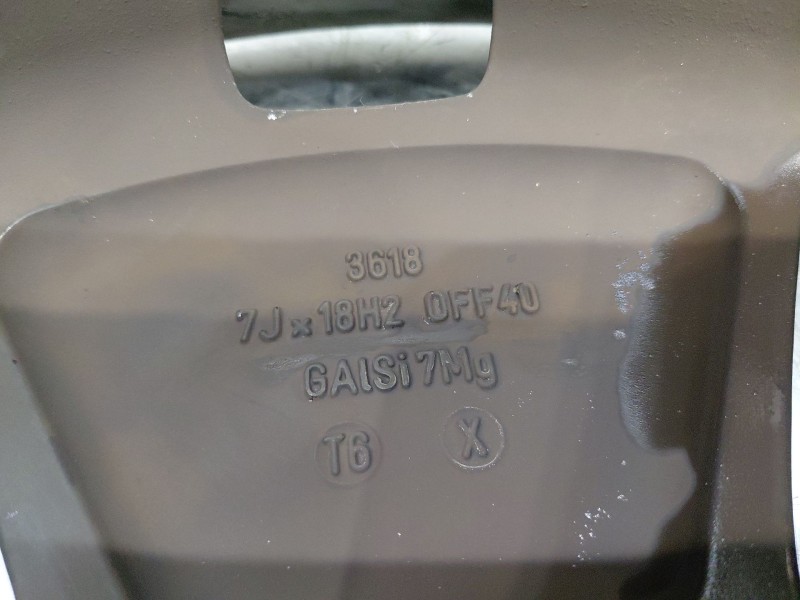 3618
7J x 18H2 OFF40
GAlSi7Mg
T6 X